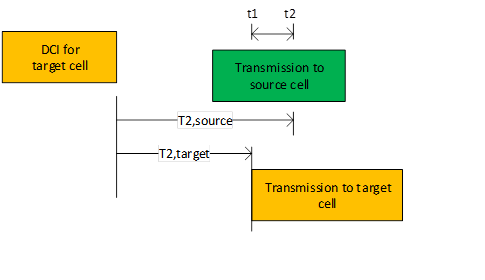 t1 t2
DCI for
target cell
Transmission to
source cell
T2,source
T2,target
Transmission to target
cell